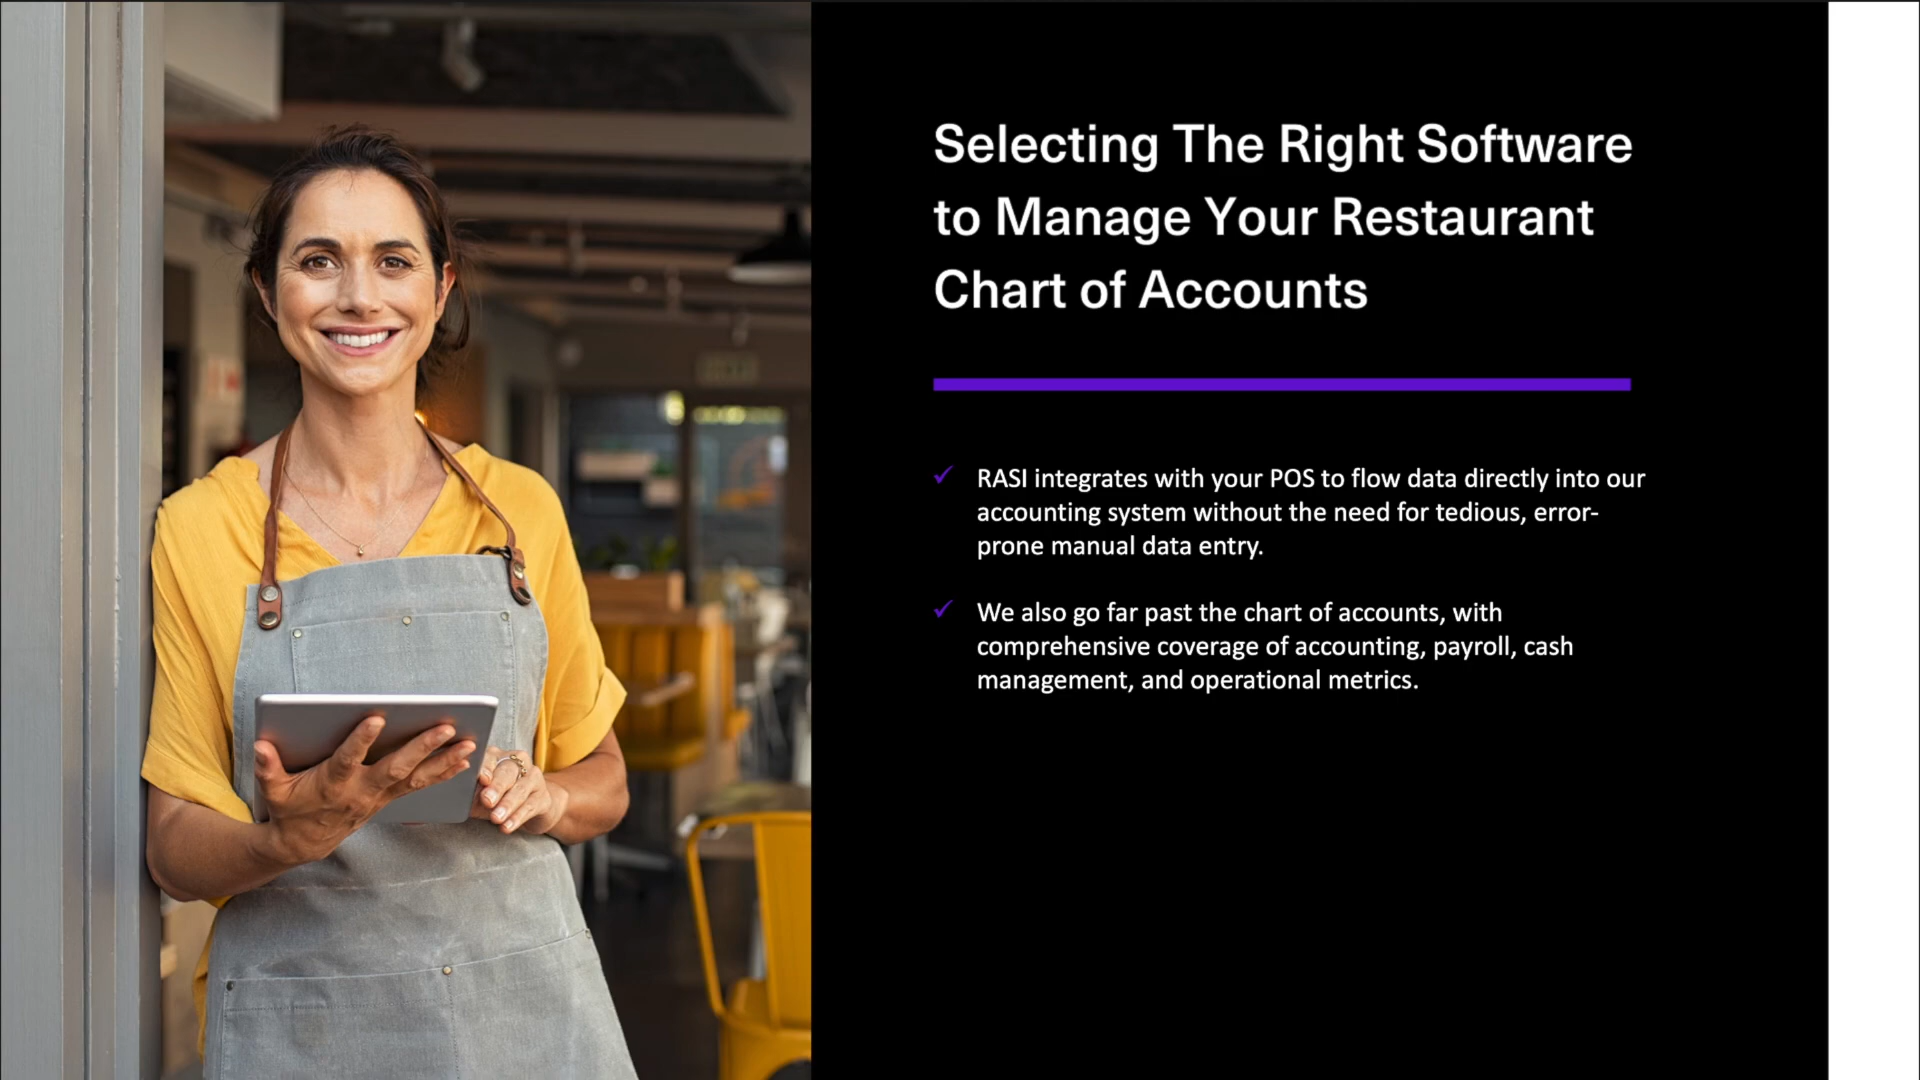 Selecting The Right Software
to Manage Your Restaurant
Chart of Accounts
✓ RASI integrates with your POS to flow data directly into our
accounting system without the need for tedious, error-
prone manual data entry.
✓ We also go far past the chart of accounts, with
comprehensive coverage of accounting, payroll, cash
management, and operational metrics.